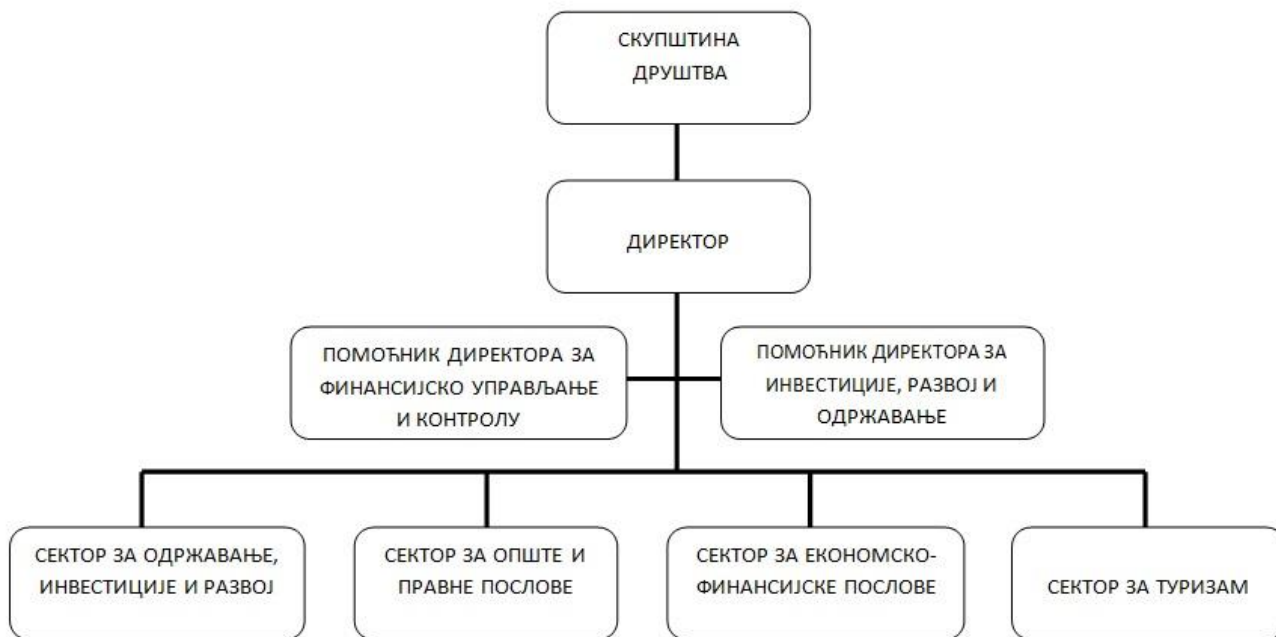 СКУПШТИНА
ДРУШТВА
ДИРЕКТОР
ПОМОЋНИК ДИРЕКТОРА ЗА
ФИНАНСИЈСКО УПРАВЉАЊЕ
И КОНТРОЛУ
ПОМОЋНИК ДИРЕКТОРА ЗА
ИНВЕСТИЦИЈЕ, РАЗВОЈ И
ОДРЖАВАЊЕ
СЕКТОР ЗА ОДРЖАВАЊЕ,
ИНВЕСТИЦИЈЕ И РАЗВОЈ
СЕКТОР ЗА ОПШТЕ И
ПРАВНЕ ПОСЛОВЕ
СЕКТОР ЗА ЕКОНОМСКО-
ФИНАНСИЈСКЕ ПОСЛОВЕ
СЕКТОР ЗА ТУРИЗАМ